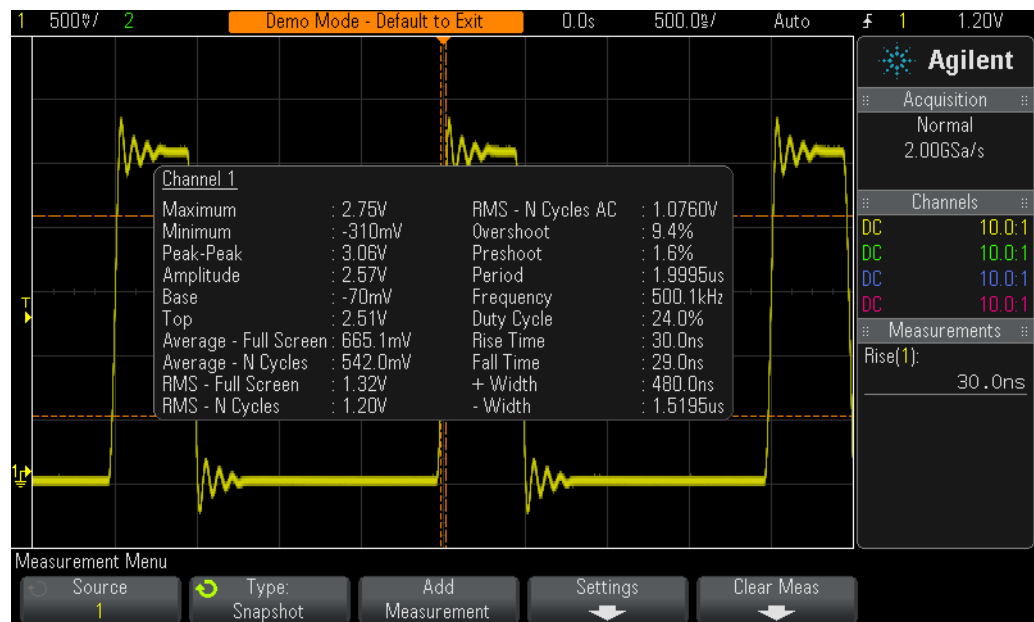 1 500㎷/ 2 Demo Mode - Default to Exit 0.0s 500.0㎱/ Auto 1 1.20V
Agilent
Acquisition
Normal
2.00GSa/s
Channels
DC 10.0:1
DC 10.0:1
DC 10.0:1
DC 10.0:1
Measurements
Rise(1):
30.0ns
Channel 1
Maximum : 2.75V
Minimum : -310mV
Peak-Peak : 3.06V
Amplitude : 2.57V
Base : -70mV
Top : 2.51V
Average - Full Screen : 665.1mV
Average - N Cycles : 542.0mV
RMS - Full Screen : 1.32V
RMS - N Cycles : 1.20V
RMS - N Cycles AC : 1.0760V
Overshoot : 9.4%
Preshoot : 1.6%
Period : 1.9995us
Frequency : 500.1kHz
Duty Cycle : 24.0%
Rise Time : 30.0ns
Fall Time : 29.0ns
+ Width : 480.0ns
- Width : 1.5195us
T
1
Measurement Menu
Source
1
Type:
Snapshot
Add
Measurement
Settings
Clear Meas